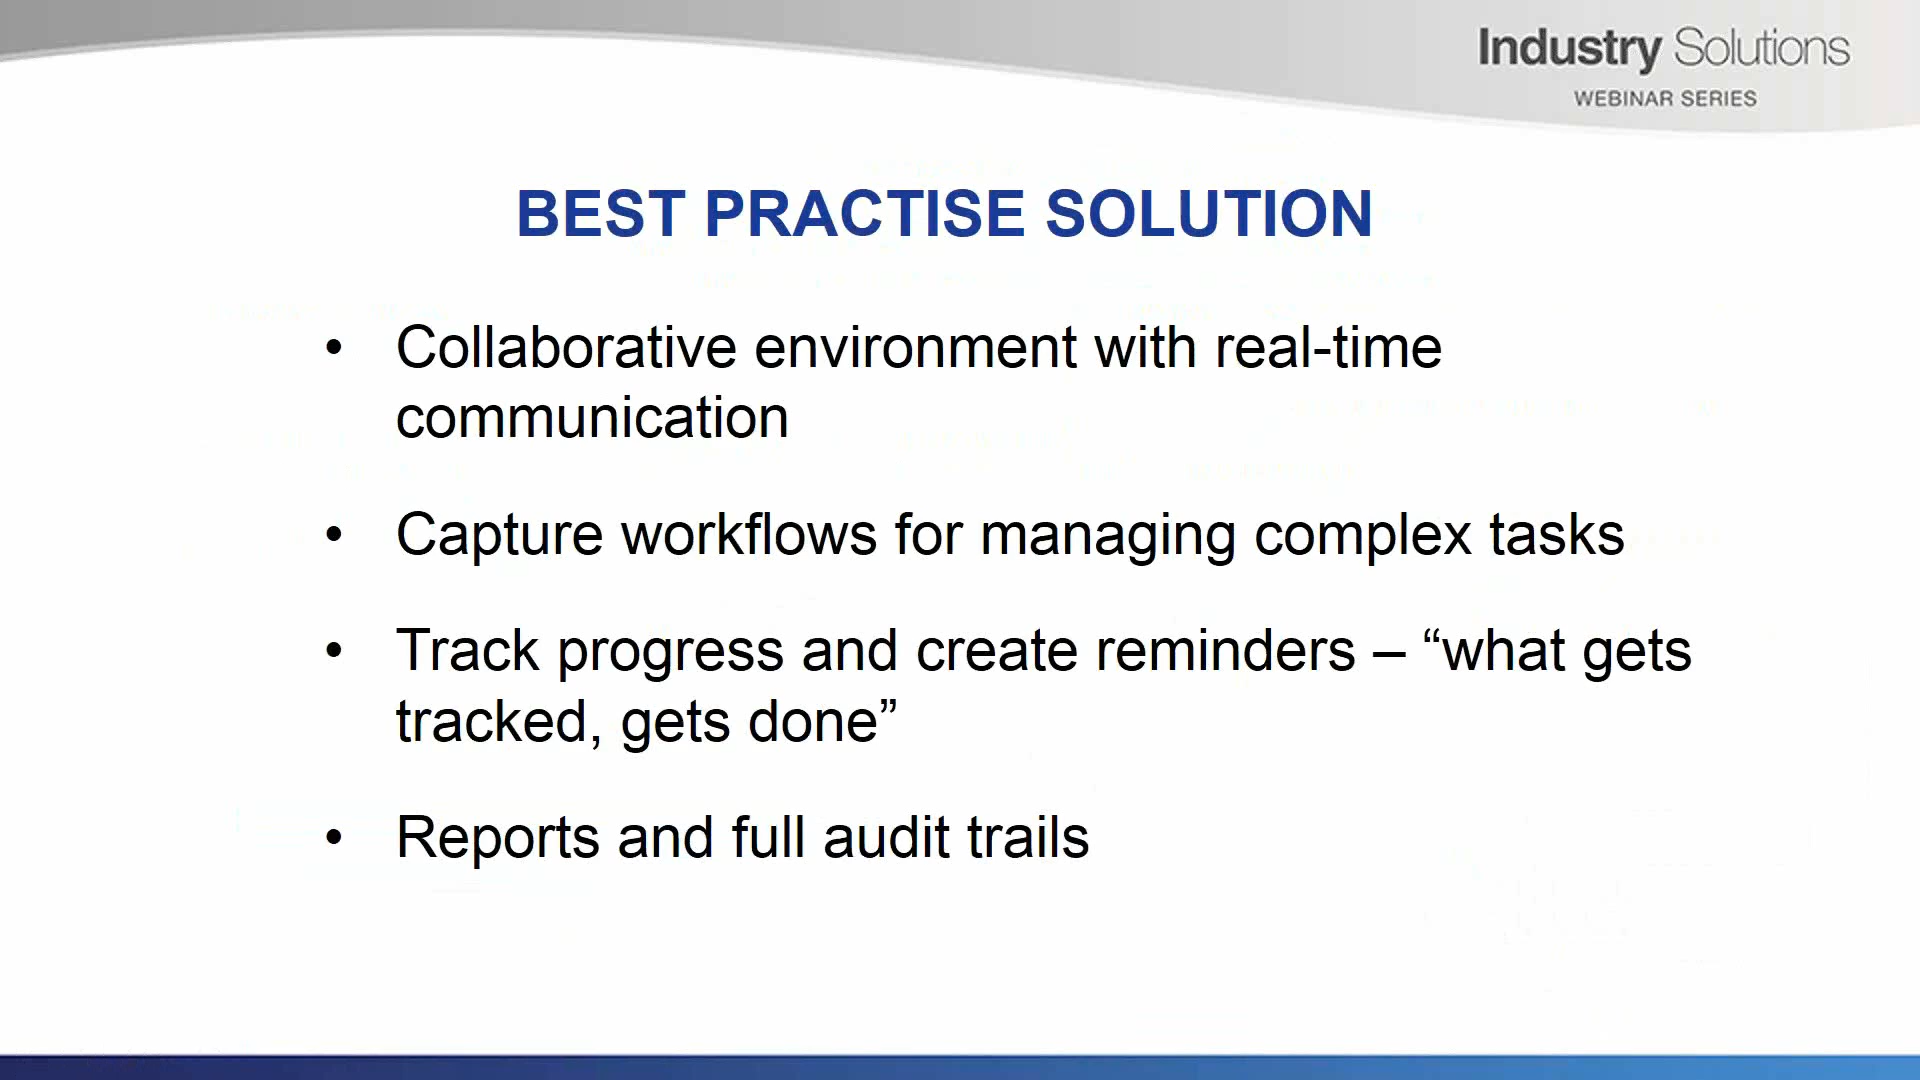 Industry Solutions
WEBINAR SERIES
BEST PRACTISE SOLUTION
• Collaborative environment with real-time
communication
• Capture workflows for managing complex tasks
• Track progress and create reminders – “what gets
tracked, gets done”
• Reports and full audit trails